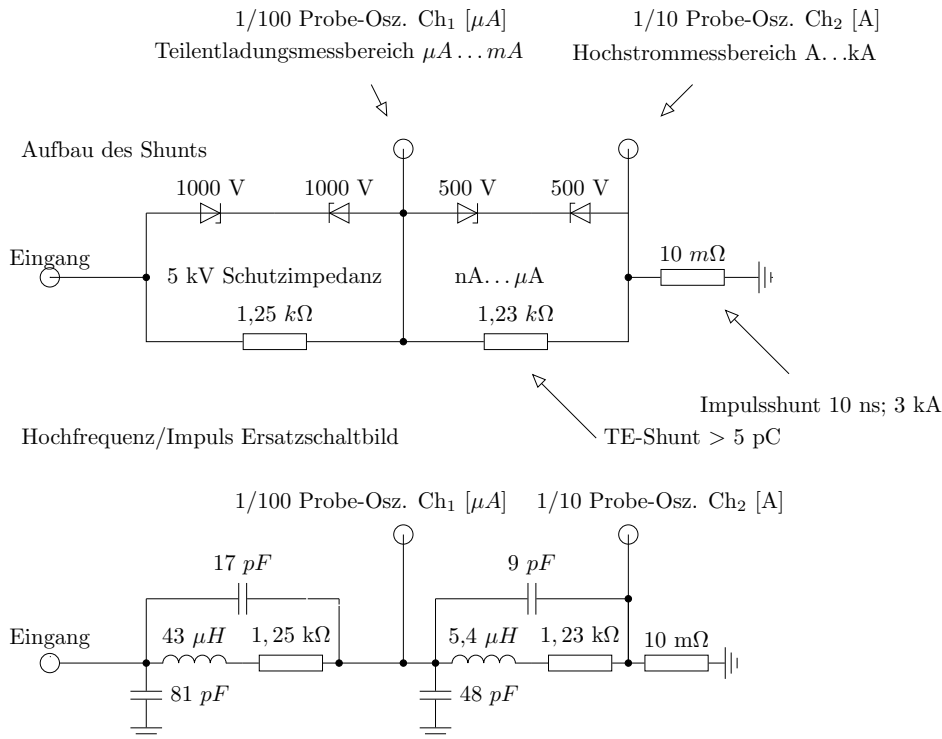 1/100 Probe-Osz. Ch₁ [μA]
1/10 Probe-Osz. Ch₂ [A]
Teilentladungsmessbereich μA...mA
Hochstrommessbereich A...kA
Aufbau des Shunts
1000 V
1000 V
500 V
500 V
Eingang
5 kV Schutzimpedanz
nA...μA
10 mΩ
1,25 kΩ
1,23 kΩ
Impulsshunt 10 ns; 3 kA
TE-Shunt > 5 pC
Hochfrequenz/Impuls Ersatzschaltbild
1/100 Probe-Osz. Ch₁ [μA]
1/10 Probe-Osz. Ch₂ [A]
17 pF
9 pF
Eingang
43 μH
1,25 kΩ
5,4 μH
1,23 kΩ
10 mΩ
81 pF
48 pF